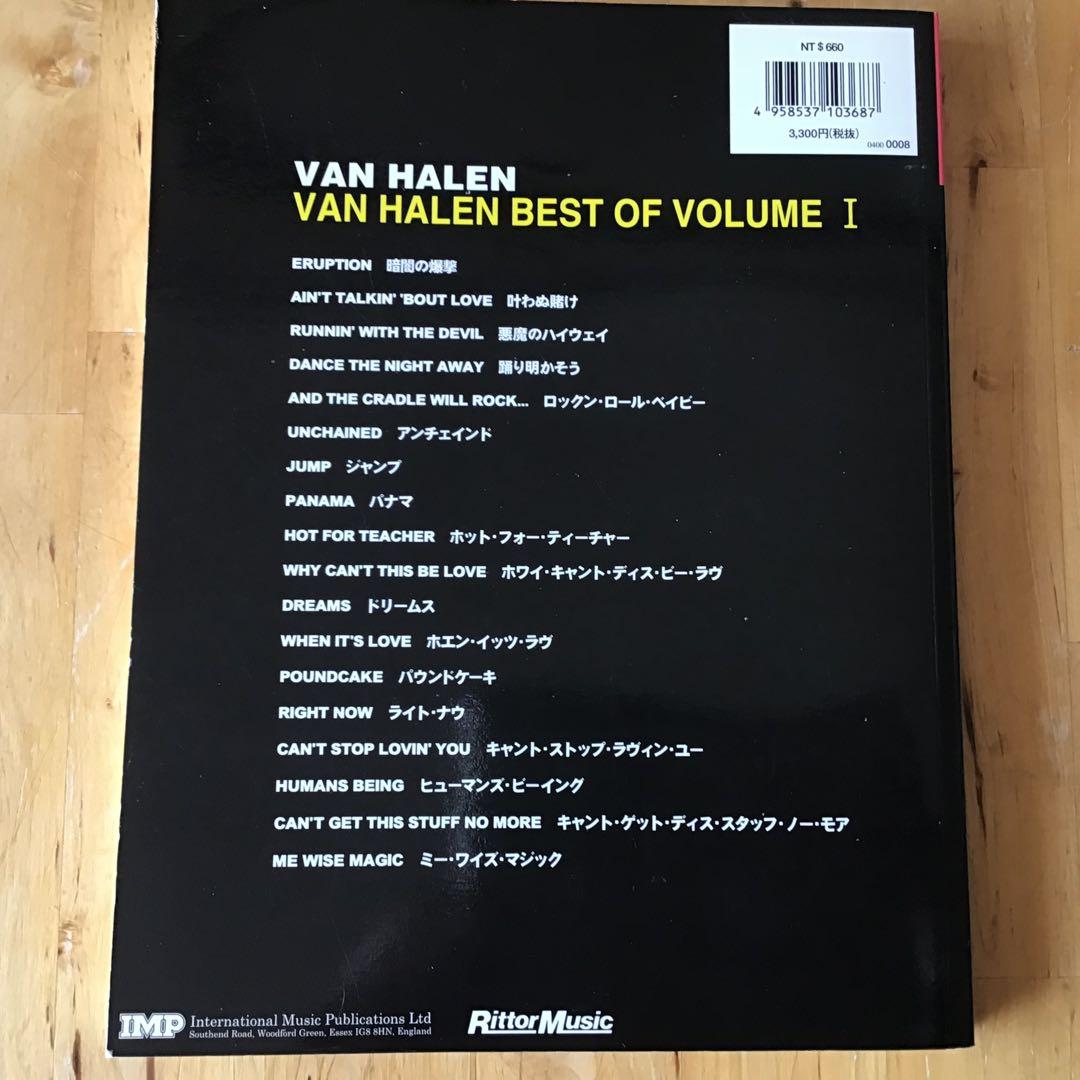 NT$660
4 958537 103687
3,300円(税抜)
0400 0008
VAN HALEN
VAN HALEN BEST OF VOLUME I
ERUPTION 暗闇の爆撃
AIN'T TALKIN' 'BOUT LOVE 叶わぬ賭け
RUNNIN' WITH THE DEVIL 悪魔のハイウェイ
DANCE THE NIGHT AWAY 踊り明かそう
AND THE CRADLE WILL ROCK... ロックン・ロール・ベイビー
UNCHAINED アンチェインド
JUMP ジャンプ
PANAMA パナマ
HOT FOR TEACHER ホット・フォー・ティーチャー
WHY CAN'T THIS BE LOVE ホワイ・キャント・ディス・ビー・ラヴ
DREAMS ドリームス
WHEN IT'S LOVE ホエン・イッツ・ラヴ
POUNDCAKE パウンドケーキ
RIGHT NOW ライト・ナウ
CAN'T STOP LOVIN' YOU キャント・ストップ・ラヴィン・ユー
HUMANS BEING ヒューマンズ・ビーイング
CAN'T GET THIS STUFF NO MORE キャント・ゲット・ディス・スタッフ・ノー・モア
ME WISE MAGIC ミー・ワイズ・マジック
IMP International Music Publications Ltd
Southend Road, Woodford Green, Essex IG8 8HN, England
RittorMusic